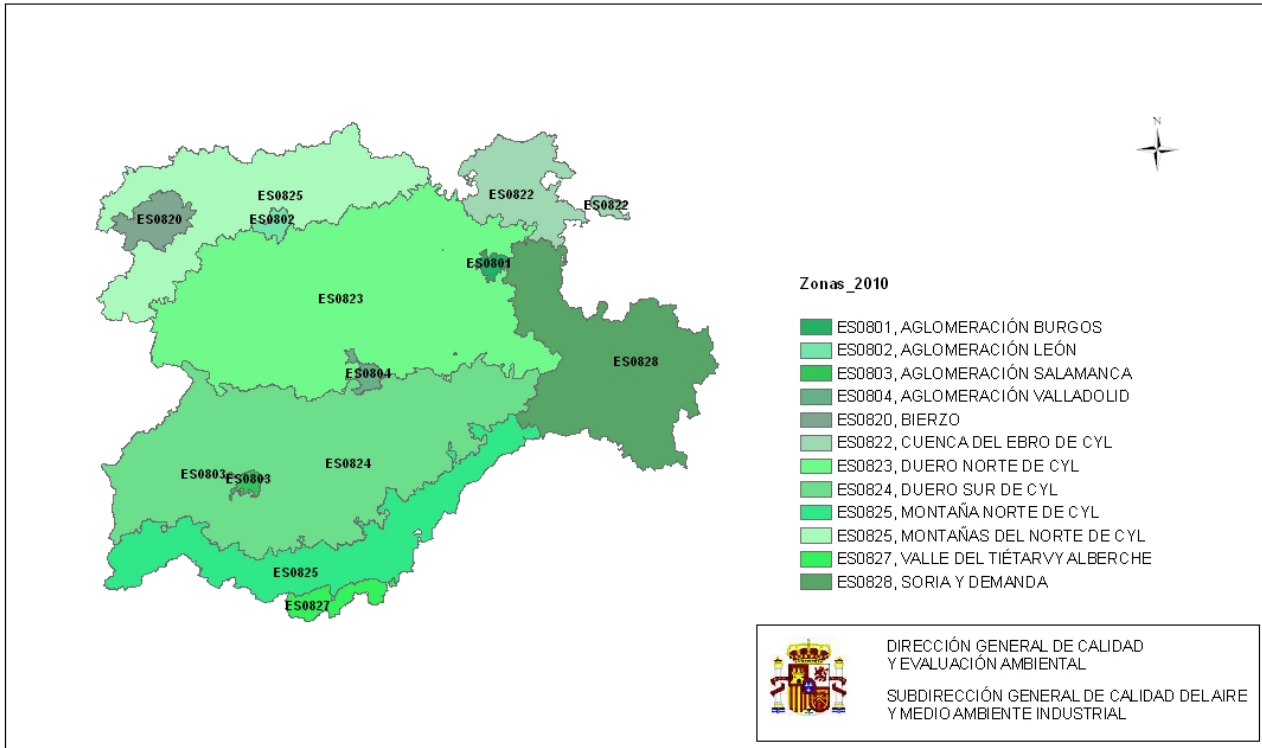 N
ES0825
ES0822
ES0820
ES0802
ES0822
ES0801
ES0823
ES0804
ES0828
ES0824
ES0803
ES0803
ES0825
ES0827
Zonas_2010
ES0801, AGLOMERACIÓN BURGOS
ES0802, AGLOMERACIÓN LEÓN
ES0803, AGLOMERACIÓN SALAMANCA
ES0804, AGLOMERACIÓN VALLADOLID
ES0820, BIERZO
ES0822, CUENCA DEL EBRO DE CYL
ES0823, DUERO NORTE DE CYL
ES0824, DUERO SUR DE CYL
ES0825, MONTAÑA NORTE DE CYL
ES0825, MONTAÑAS DEL NORTE DE CYL
ES0827, VALLE DEL TIÉTAR Y ALBERCHE
ES0828, SORIA Y DEMANDA
DIRECCIÓN GENERAL DE CALIDAD
Y EVALUACIÓN AMBIENTAL
SUBDIRECCIÓN GENERAL DE CALIDAD DEL AIRE
Y MEDIO AMBIENTE INDUSTRIAL